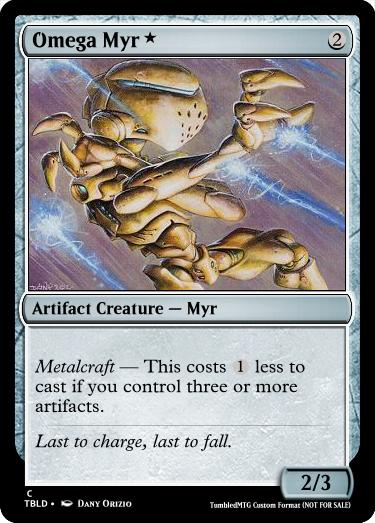 Omega Myr ★ 2
Artifact Creature — Myr
Metalcraft — This costs 1 less to
cast if you control three or more
artifacts.
Last to charge, last to fall.
2/3
C
TBLD • Dany Orizio
TumbledMTG Custom Format (NOT FOR SALE)